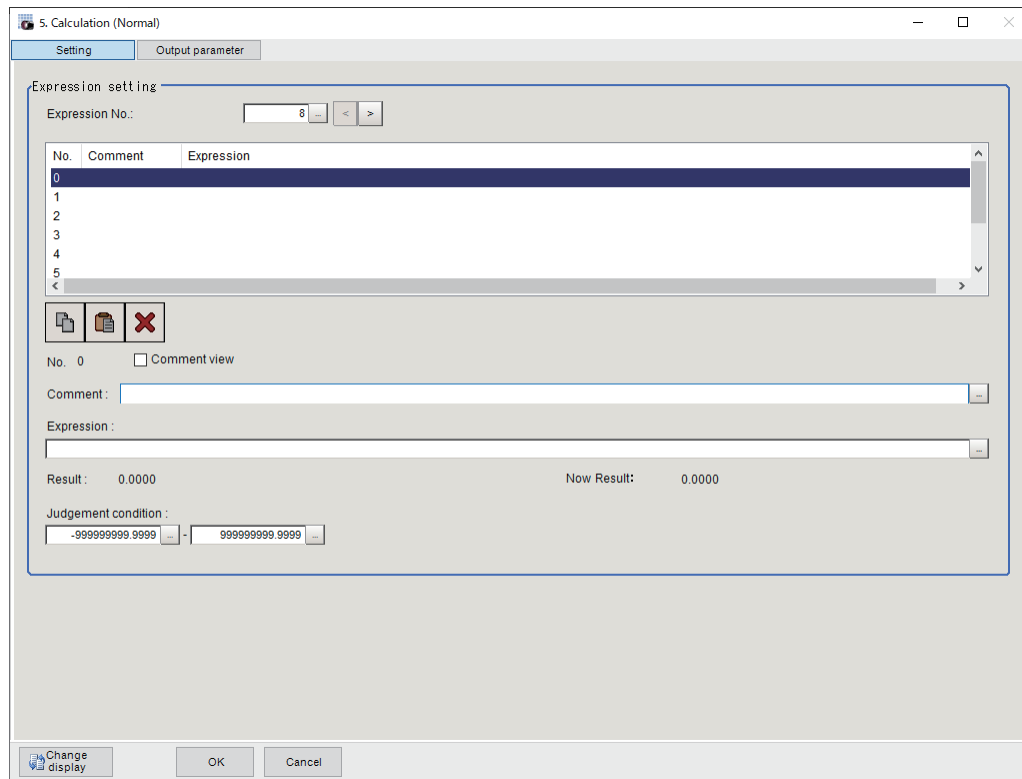 5. Calculation (Normal)
Setting Output parameter
Expression setting
Expression No.: 8 ... < >
No. Comment Expression
0
1
2
3
4
5
No. 0 Comment view
Comment : ...
Expression :
...
Result : 0.0000 Now Result: 0.0000
Judgement condition :
-999999999.9999 ... - 999999999.9999 ...
Change display OK Cancel